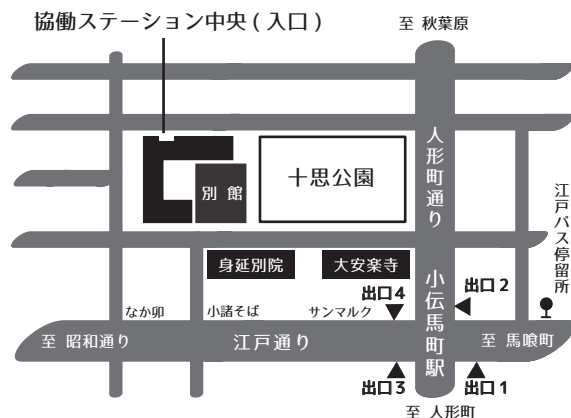 協働ステーション中央 ( 入口 )
至 秋葉原
人形町通り
別 館
十思公園
江戸バス停留所
身延別院
大安楽寺
小伝馬町駅
出口2
出口4
なか卯
小諸そば
サンマルク
至 昭和通り
江戸通り
至 馬喰町
出口3
出口1
至 人形町